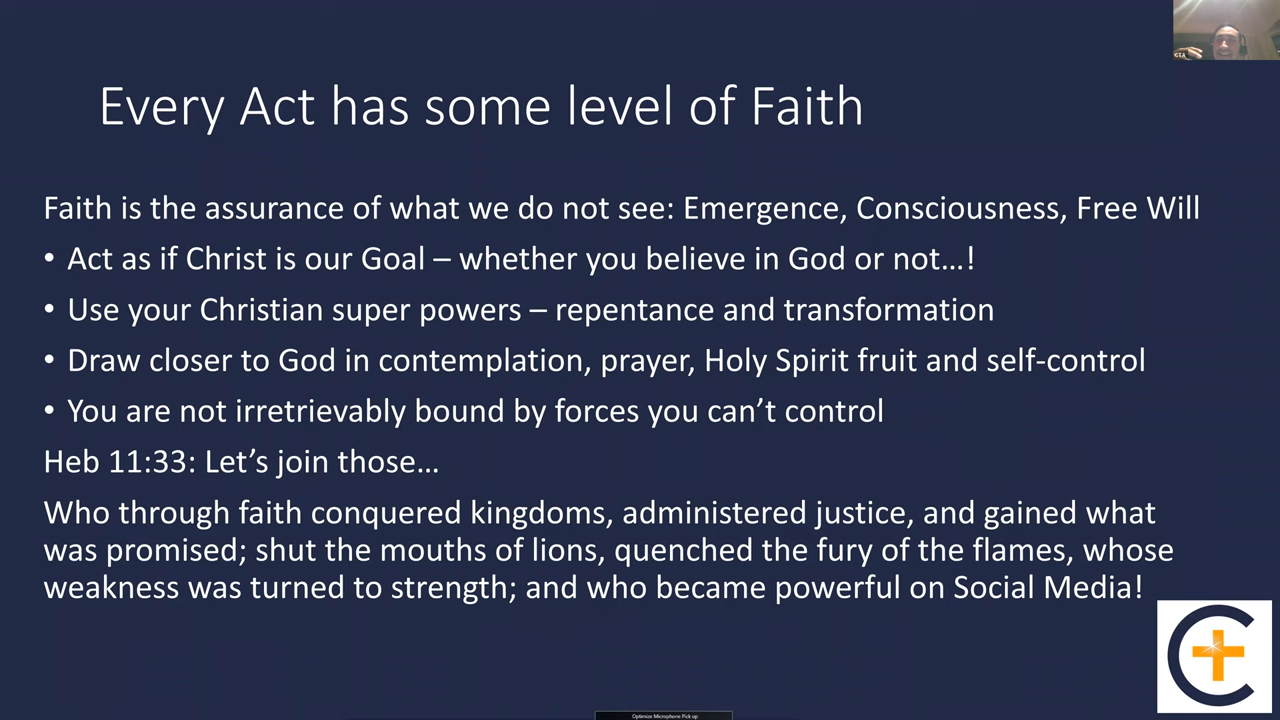 Every Act has some level of Faith
Faith is the assurance of what we do not see: Emergence, Consciousness, Free Will
• Act as if Christ is our Goal – whether you believe in God or not…!
• Use your Christian super powers – repentance and transformation
• Draw closer to God in contemplation, prayer, Holy Spirit fruit and self-control
• You are not irretrievably bound by forces you can't control
Heb 11:33: Let's join those…
Who through faith conquered kingdoms, administered justice, and gained what
was promised; shut the mouths of lions, quenched the fury of the flames, whose
weakness was turned to strength; and who became powerful on Social Media!
Optimize Microphone Pick up